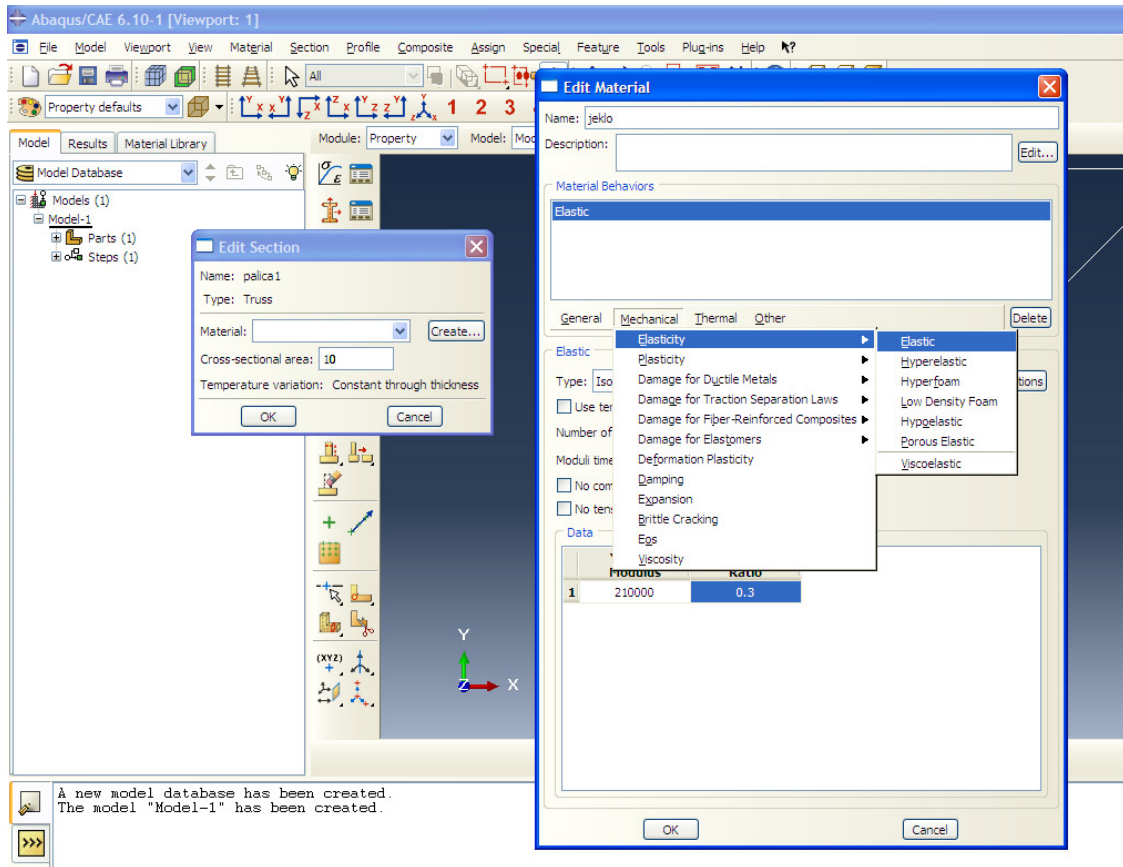 Abaqus/CAE 6.10-1 [Viewport: 1]
File Model Viewport View Material Section Profile Composite Assign Special Feature Tools Plug-ins Help
All
Property defaults
1 2 3
Model Results Material Library
Module: Property Model: Mod
Model Database
Models (1)
Model-1
Parts (1)
Steps (1)
σ
ε
(XYZ)
Edit Section
Name: palica1
Type: Truss
Material: Create...
Cross-sectional area: 10
Temperature variation: Constant through thickness
OK Cancel
Y
Z X
Edit Material
Name: jeklo
Description:
Edit...
Material Behaviors
Elastic
General Mechanical Thermal Other Delete
Elasticity
Plasticity
Damage for Ductile Metals
Damage for Traction Separation Laws
Damage for Fiber-Reinforced Composites
Damage for Elastomers
Deformation Plasticity
Damping
Expansion
Brittle Cracking
Eos
Viscosity
Elastic
Hyperelastic
Hyperfoam
Low Density Foam
Hypoelastic
Porous Elastic
Viscoelastic
Elastic
Type: Iso
Use ter
Number of
Moduli time
No com
No tens
Data
Modulus Ratio
1 210000 0.3
OK Cancel
A new model database has been created.
The model "Model-1" has been created.
>>>